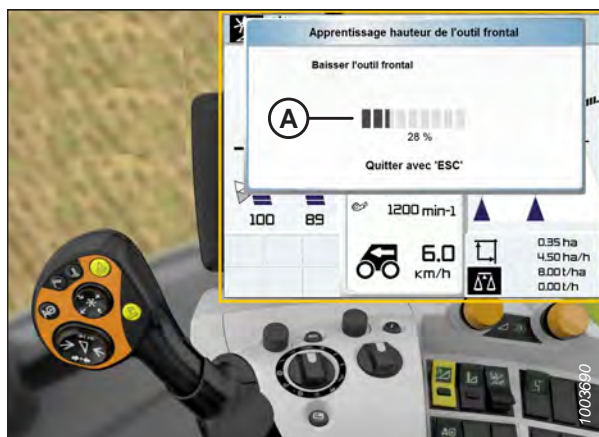 Apprentissage hauteur de l'outil frontal
Baisser l'outil frontal
A
28 %
Quitter avec 'ESC'
100
89
1200 min-1
6.0
km/h
0.35 ha
4.50 ha/h
8.00 t/ha
0.00 t/h
1003690